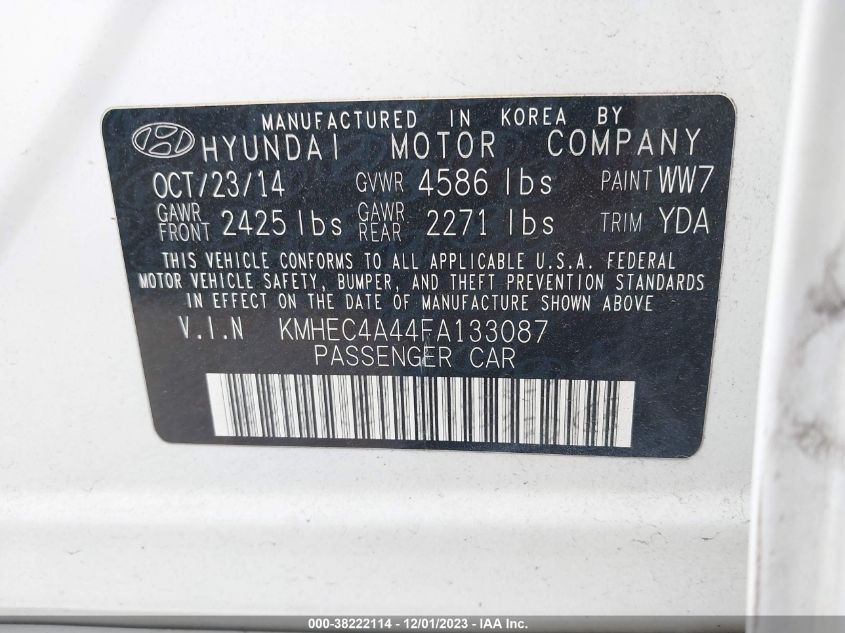 MANUFACTURED IN KOREA BY
HYUNDAI MOTOR COMPANY
OCT/23/14 GVWR 4586 lbs PAINT WW7
GAWR FRONT 2425 lbs GAWR REAR 2271 lbs TRIM YDA
THIS VEHICLE CONFORMS TO ALL APPLICABLE U.S.A. FEDERAL
MOTOR VEHICLE SAFETY, BUMPER, AND THEFT PREVENTION STANDARDS
IN EFFECT ON THE DATE OF MANUFACTURE SHOWN ABOVE
V.I.N KMHEC4A44FA133087
PASSENGER CAR
000-38222114 - 12/01/2023 - IAA Inc.